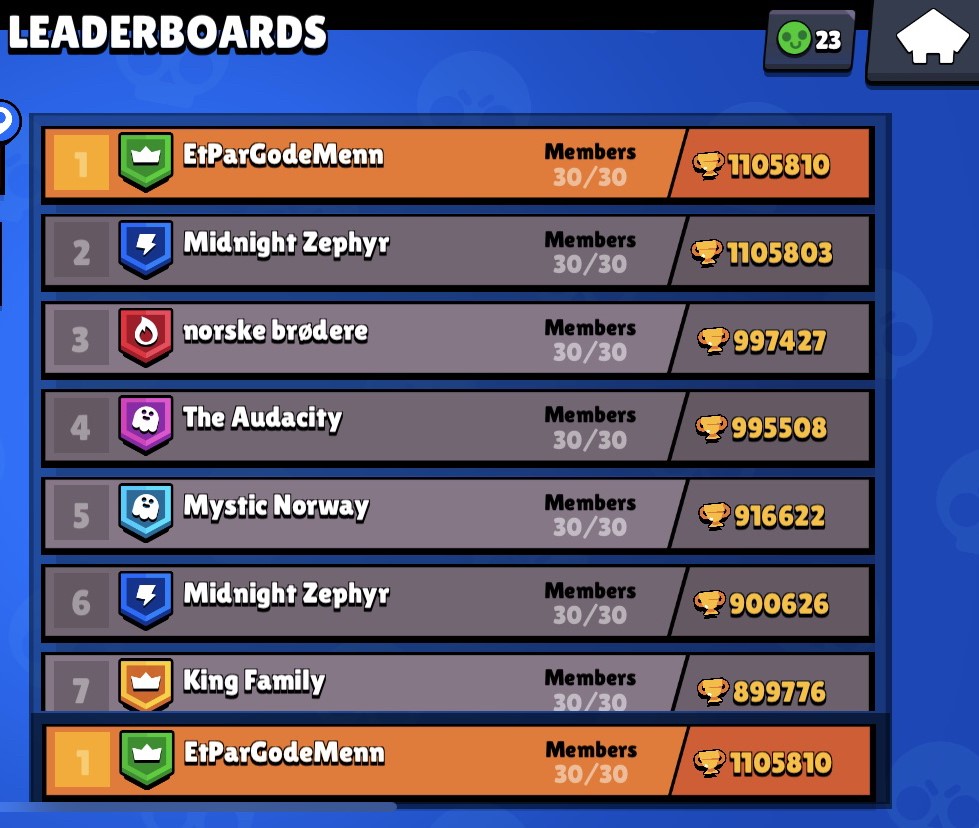 LEADERBOARDS
23
1 EtParGodeMenn Members 1105810
30/30
2 Midnight Zephyr Members 1105803
30/30
3 norske brødere Members 997427
30/30
4 The Audacity Members 995508
30/30
5 Mystic Norway Members 916622
30/30
6 Midnight Zephyr Members 900626
30/30
7 King Family Members 899776
30/30
1 EtParGodeMenn Members 1105810
30/30